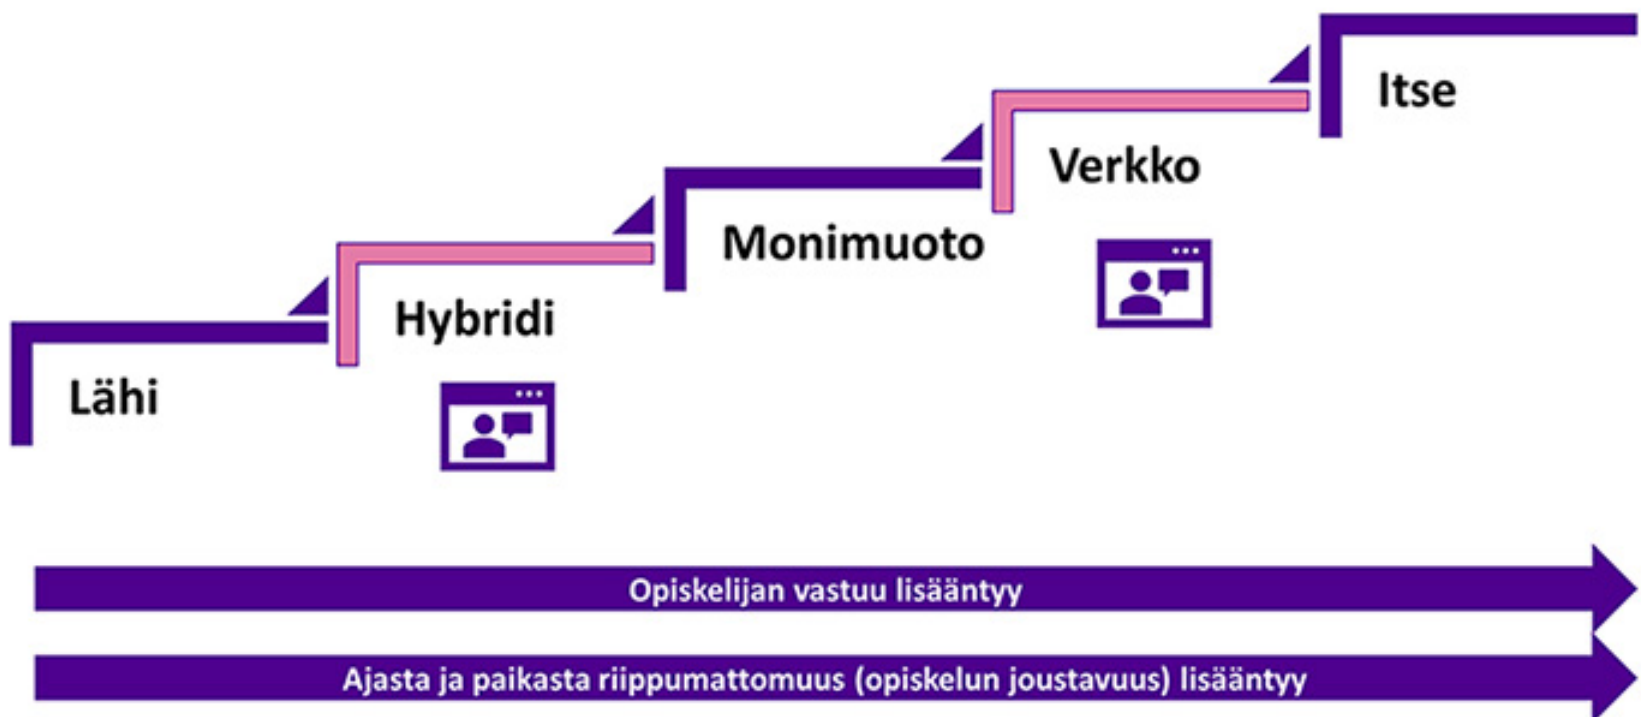 Lähi
Hybridi
Monimuoto
Verkko
Itse
Opiskelijan vastuu lisääntyy
Ajasta ja paikasta riippumattomuus (opiskelun joustavuus) lisääntyy